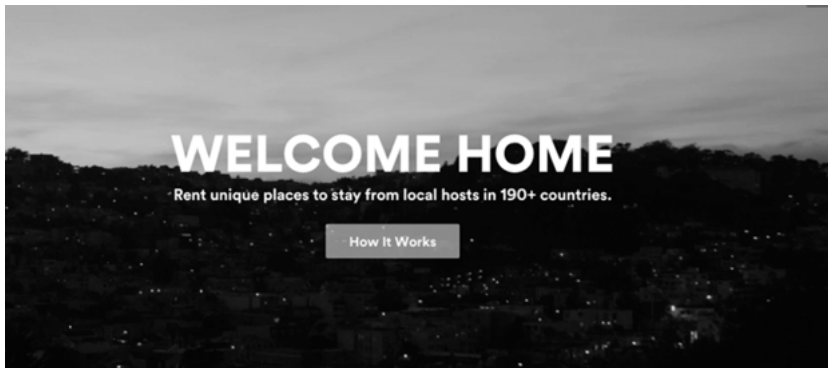 WELCOME HOME
Rent unique places to stay from local hosts in 190+ countries.
How It Works